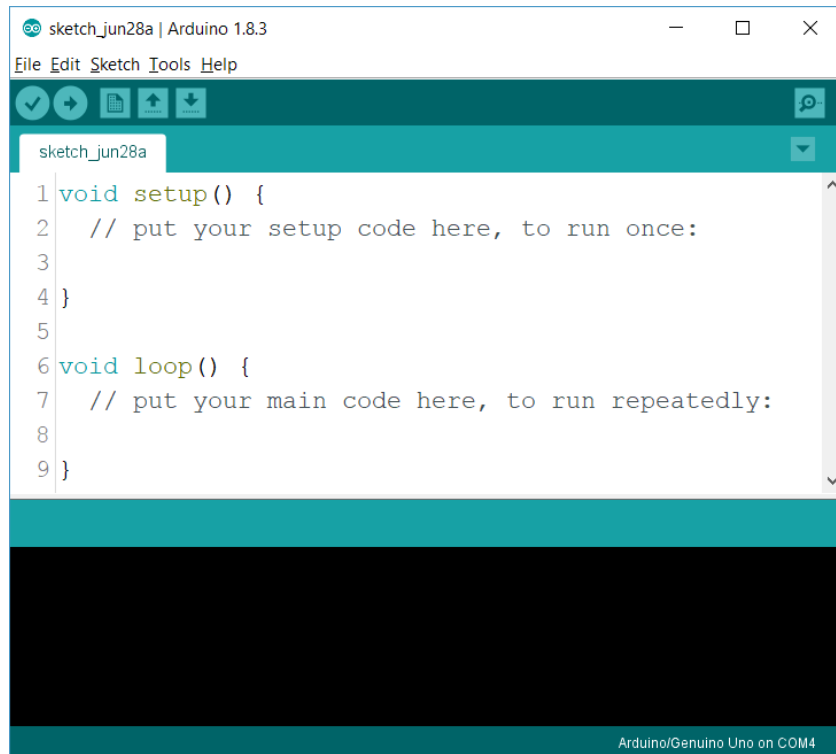 sketch_jun28a | Arduino 1.8.3
File Edit Sketch Tools Help
sketch_jun28a
1 void setup() {
2   // put your setup code here, to run once:
3
4 }
5
6 void loop() {
7   // put your main code here, to run repeatedly:
8
9 }
Arduino/Genuino Uno on COM4